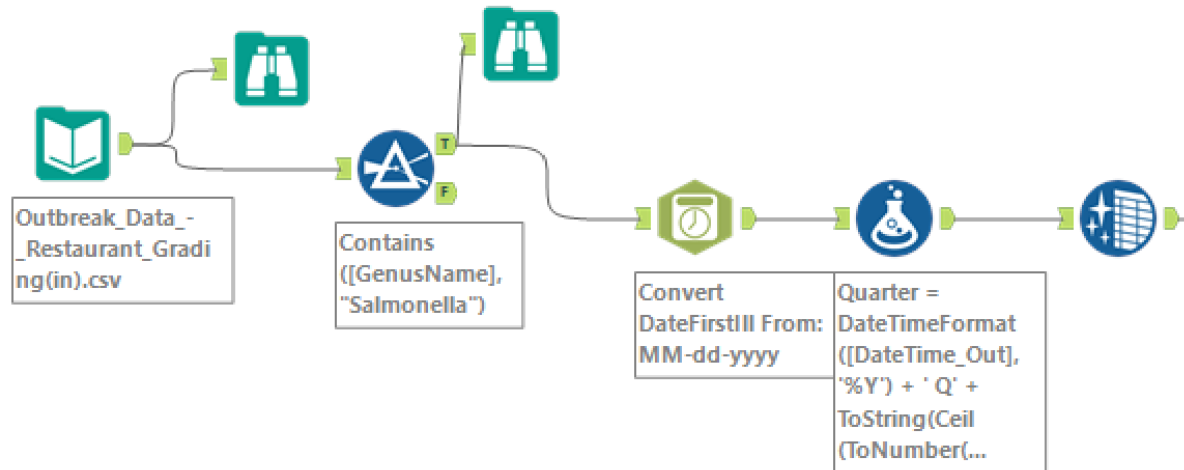 Outbreak_Data_-
_Restaurant_Gradi
ng(in).csv
T
F
Contains
([GenusName],
"Salmonella")
Convert
DateFirstIll From:
MM-dd-yyyy
Quarter =
DateTimeFormat
([DateTime_Out],
'%Y') + ' Q' +
ToString(Ceil
(ToNumber(...